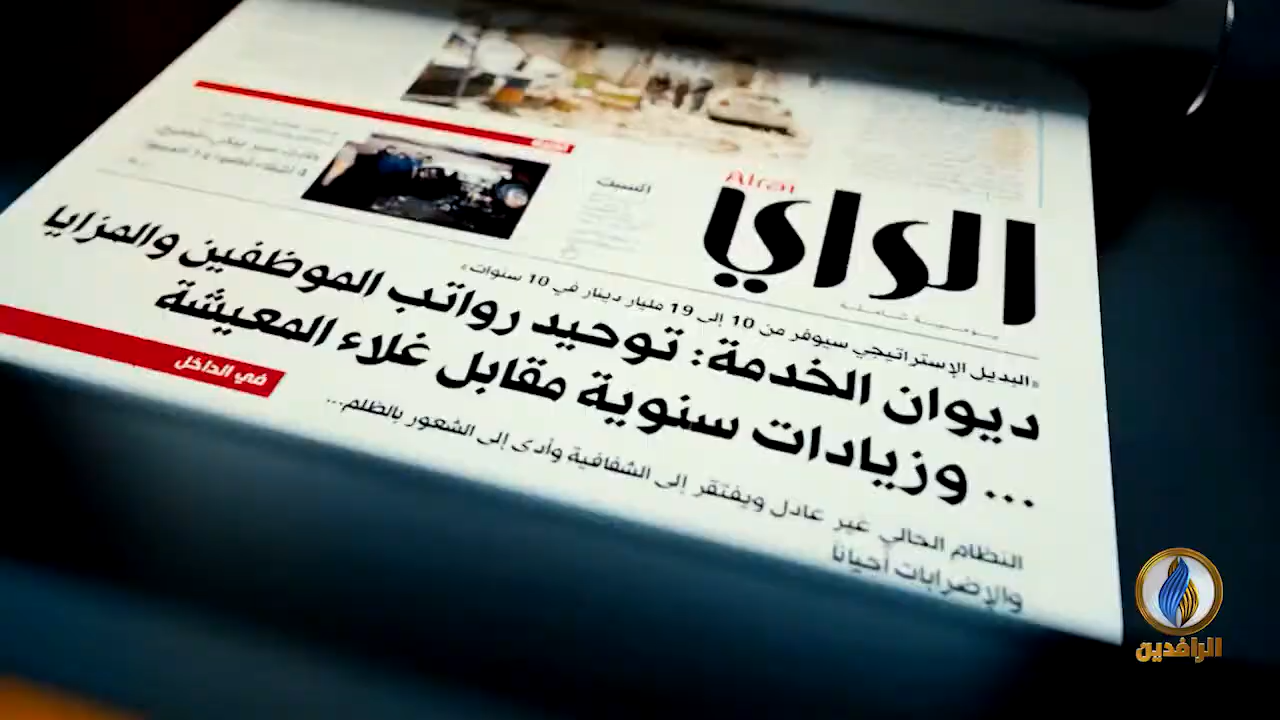 السبت
Alrai
الراي
يومية شاملة
«البديل الإستراتيجي سيوفر من 10 إلى 19 مليار دينار في 10 سنوات»
ديوان الخدمة: توحيد رواتب الموظفين والمزايا
... وزيادات سنوية مقابل غلاء المعيشة
في الداخل
النظام الحالي غير عادل ويفتقر إلى الشفافية وأدى إلى الشعور بالظلم...
والإضرابات أحياناً
الرافدين